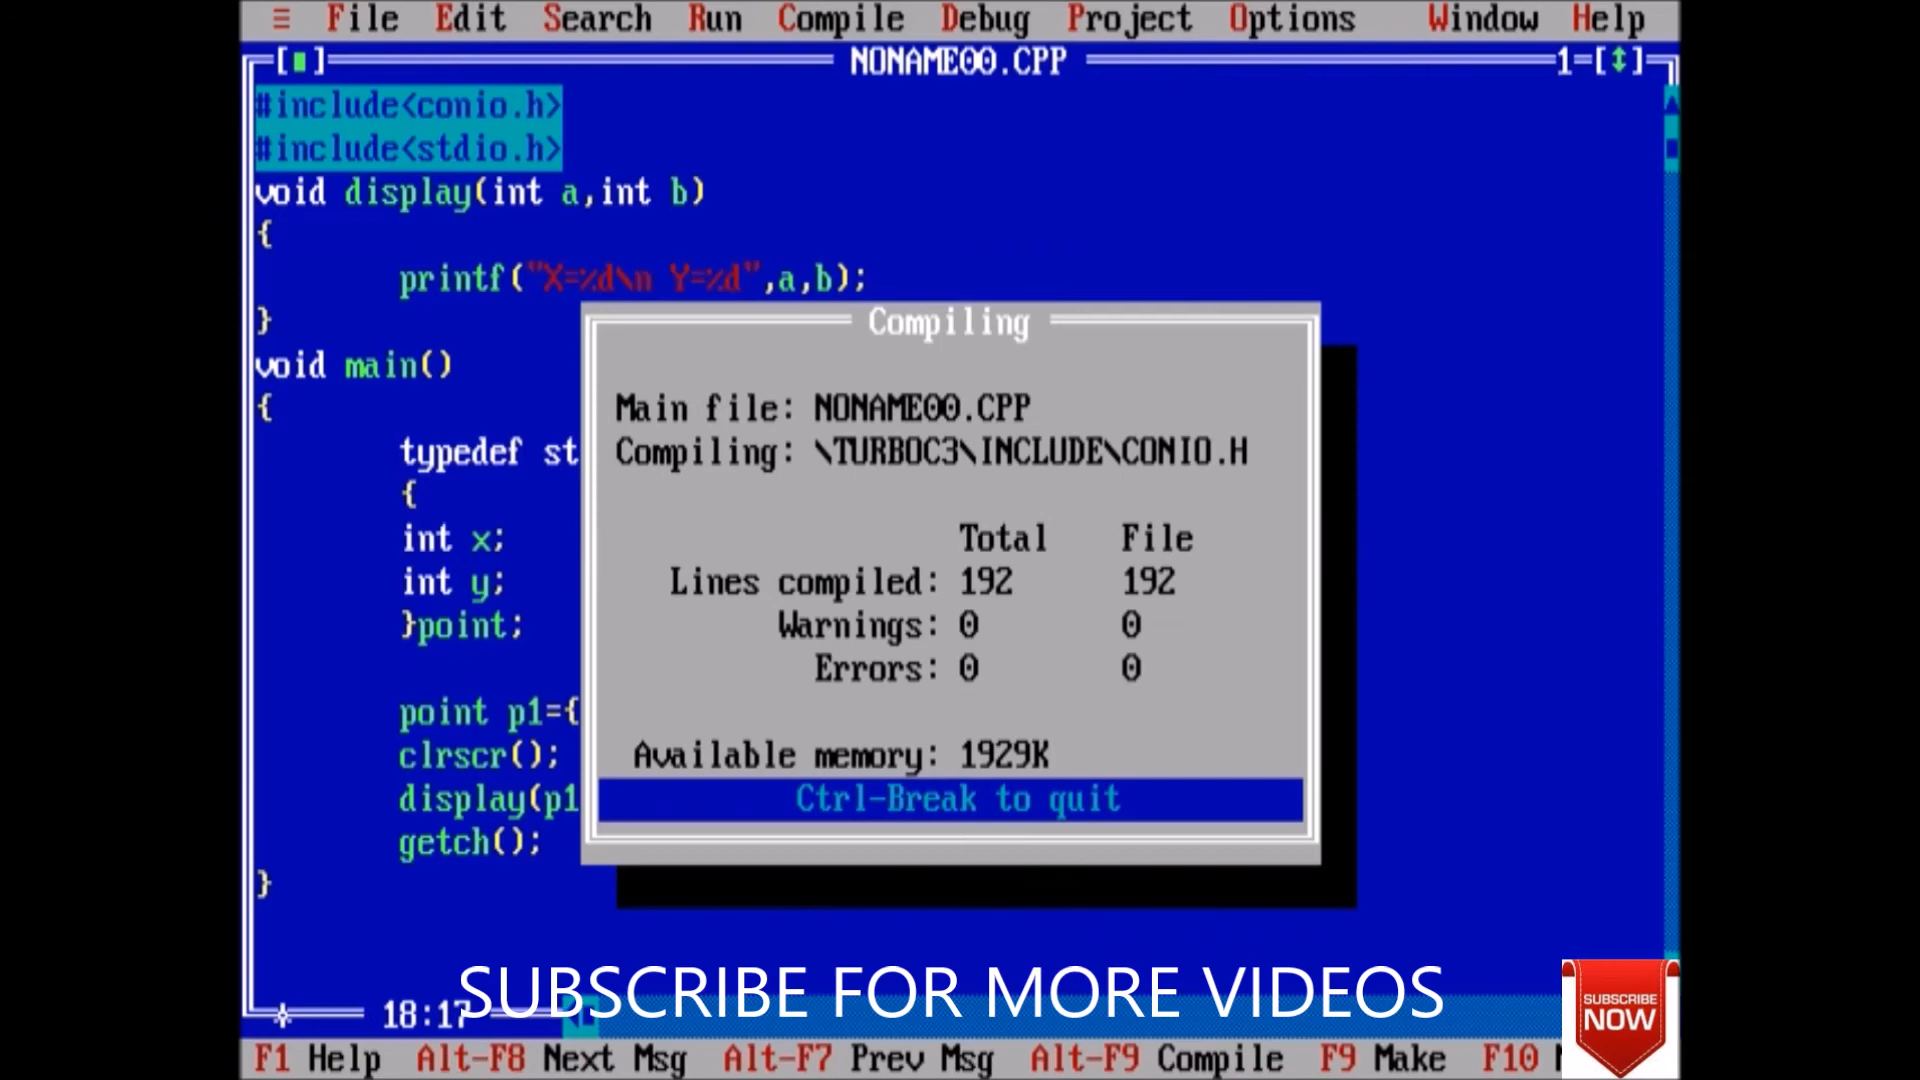 ≡ File Edit Search Run Compile Debug Project Options Window Help
[■] NONAME00.CPP 1=[↕]
#include<conio.h>
#include<stdio.h>
void display(int a,int b)
{
printf("X=%d\n Y=%d",a,b);
}
void main()
{
typedef st
{
int x;
int y;
}point;
point p1={
clrscr();
display(p1
getch();
}
Compiling
Main file: NONAME00.CPP
Compiling: \TURBOC3\INCLUDE\CONIO.H
Total File
Lines compiled: 192 192
Warnings: 0 0
Errors: 0 0
Available memory: 1929K
Ctrl-Break to quit
18:17
SUBSCRIBE FOR MORE VIDEOS
SUBSCRIBE
NOW
F1 Help Alt-F8 Next Msg Alt-F7 Prev Msg Alt-F9 Compile F9 Make F10